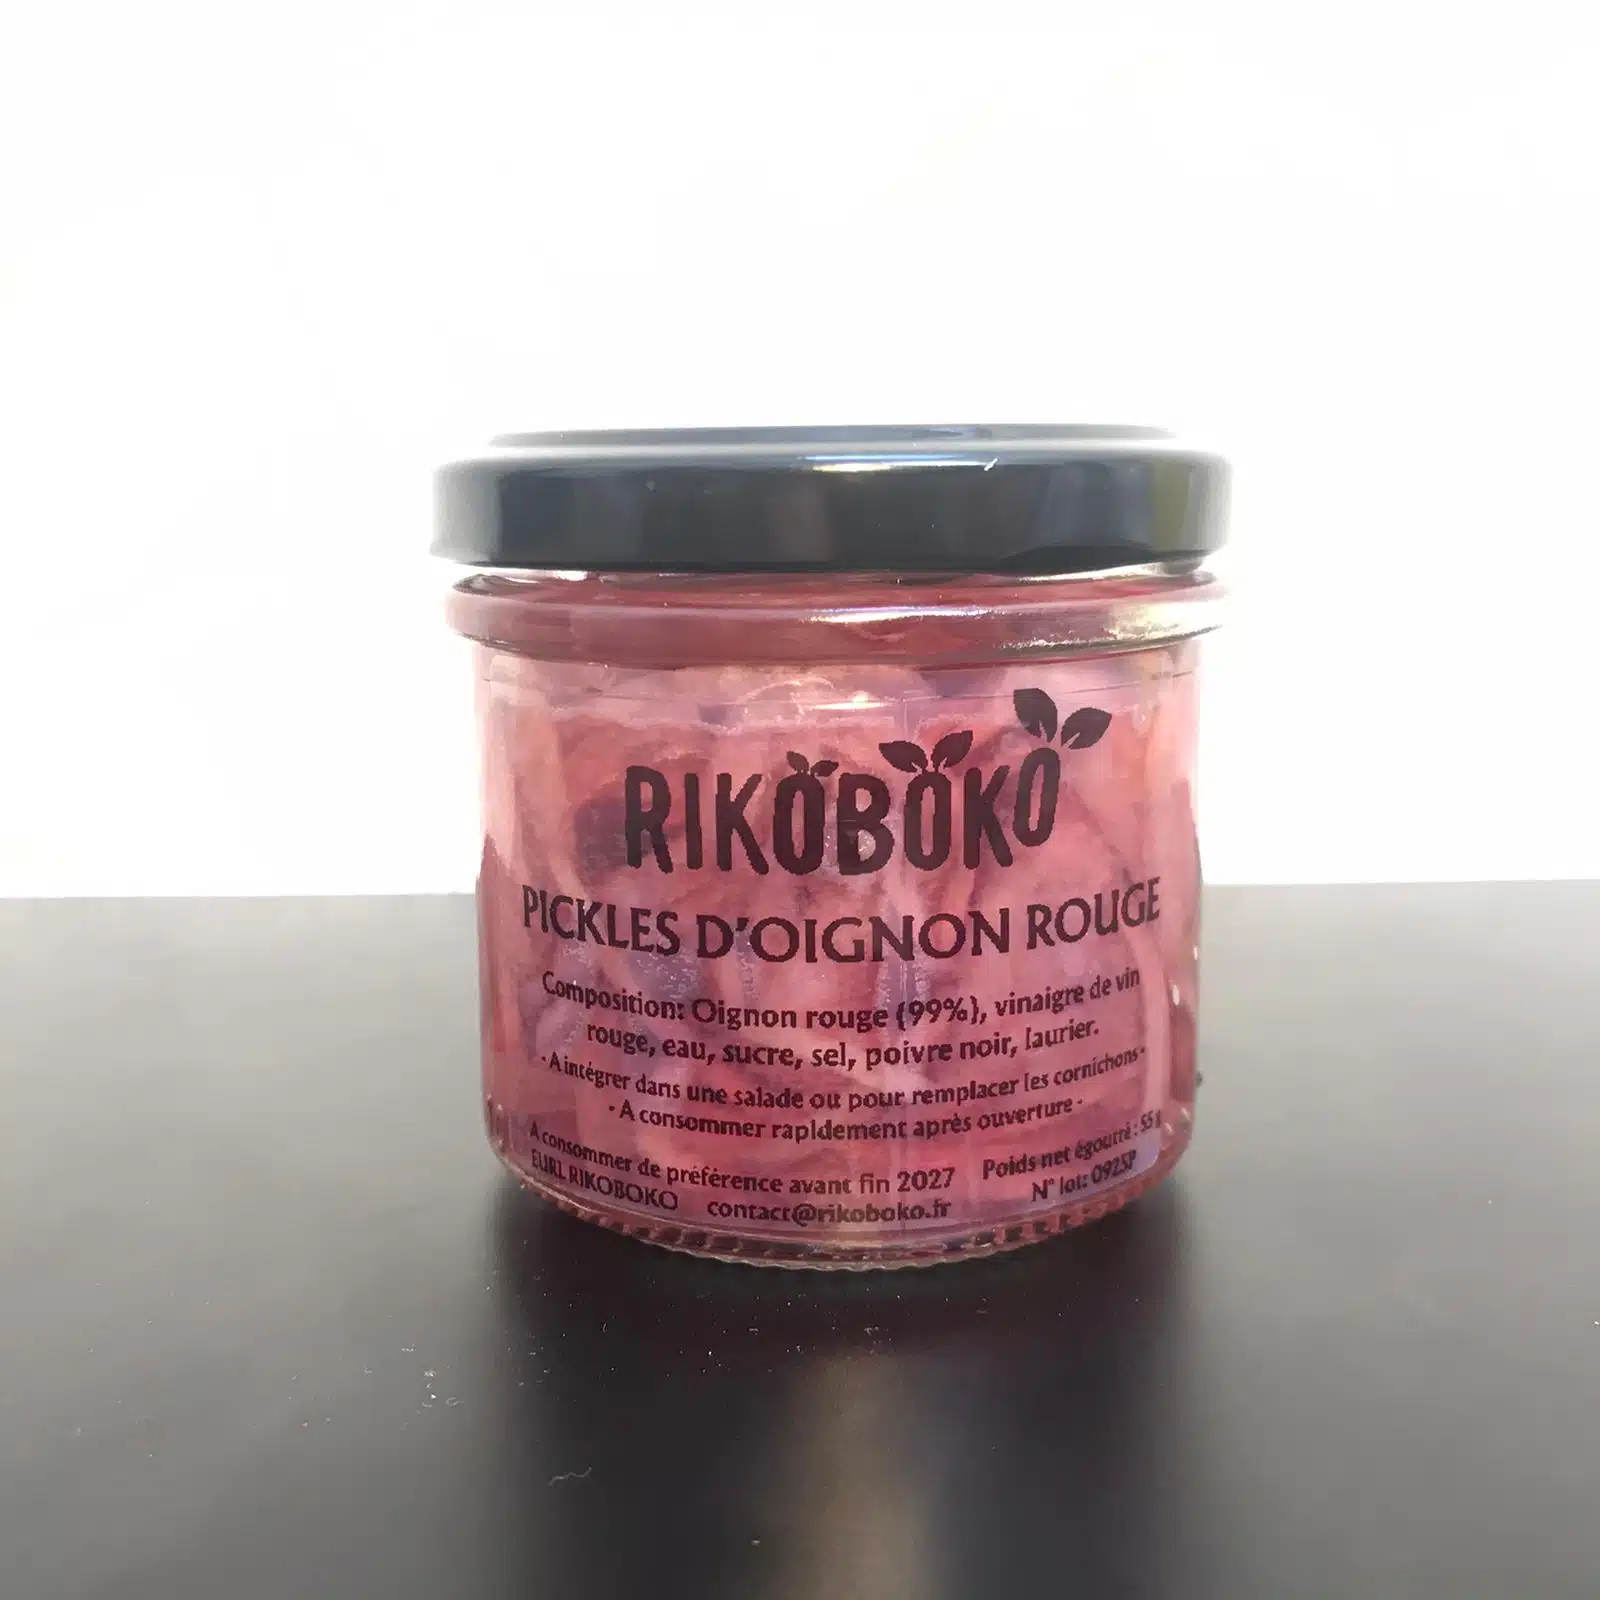 RIKOBOKO
PICKLES D'OIGNON ROUGE
Composition: Oignon rouge (99%), vinaigre de vin
rouge, eau, sucre, sel, poivre noir, laurier.
· A intégrer dans une salade ou pour remplacer les cornichons ·
· A consommer rapidement après ouverture ·
A consommer de préférence avant fin 2027
Poids net égoutté : 55 g
EURL RIKOBOKO contact@rikoboko.fr
N° lot: 0925P